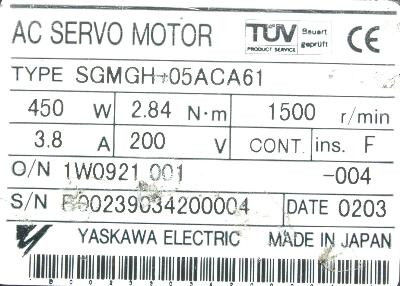 AC SERVO MOTOR TÜV Bauart geprüft CE
PRODUCT SERVICE
TYPE SGMGH-05ACA61
450 W 2.84 N·m 1500 r/min
3.8 A 200 V CONT. ins. F
O/N 1W0921 001 -004
S/N B00239034200004 DATE 0203
YASKAWA ELECTRIC MADE IN JAPAN